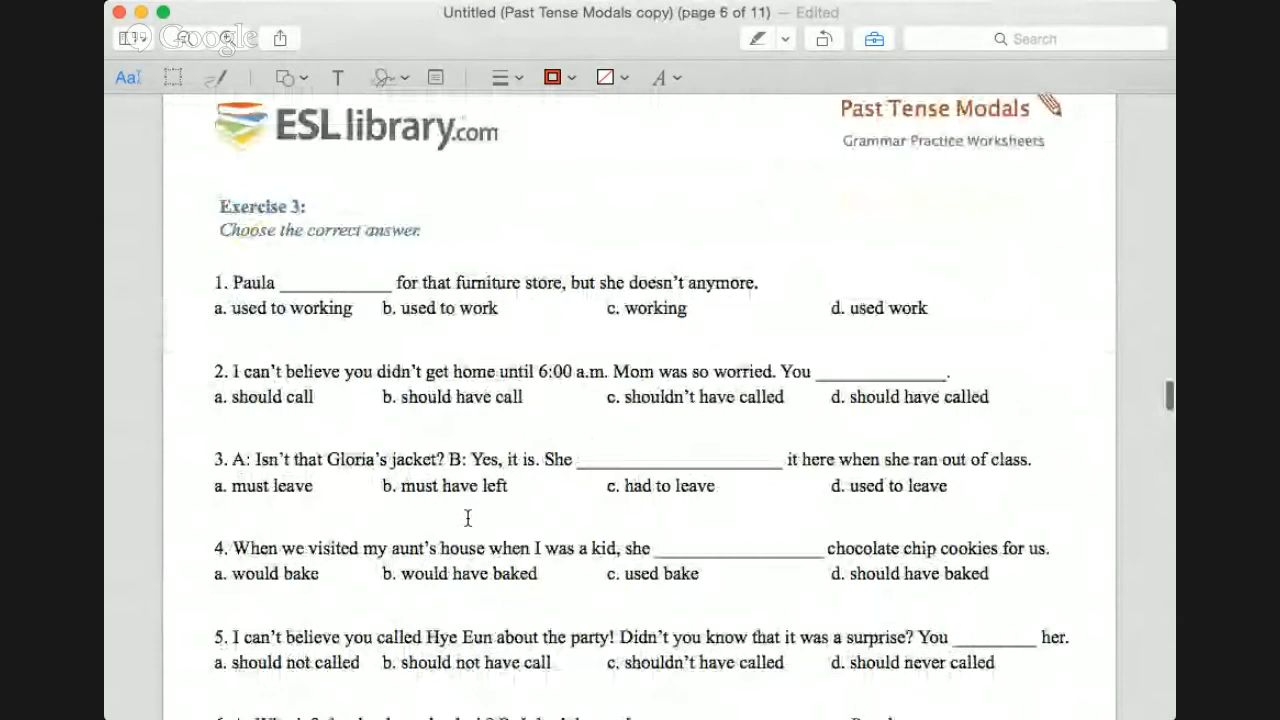 Untitled (Past Tense Modals copy) (page 6 of 11) — Edited
Google
Search
AaI
T
A
ESLlibrary.com
Past Tense Modals
Grammar Practice Worksheets
Exercise 3:
Choose the correct answer.
1. Paula ____________ for that furniture store, but she doesn't anymore.
a. used to working b. used to work c. working d. used work
2. I can't believe you didn't get home until 6:00 a.m. Mom was so worried. You ______________.
a. should call b. should have call c. shouldn't have called d. should have called
3. A: Isn't that Gloria's jacket? B: Yes, it is. She ______________________ it here when she ran out of class.
a. must leave b. must have left c. had to leave d. used to leave
4. When we visited my aunt's house when I was a kid, she __________________ chocolate chip cookies for us.
a. would bake b. would have baked c. used bake d. should have baked
5. I can't believe you called Hye Eun about the party! Didn't you know that it was a surprise? You _________ her.
a. should not called b. should not have call c. shouldn't have called d. should never called